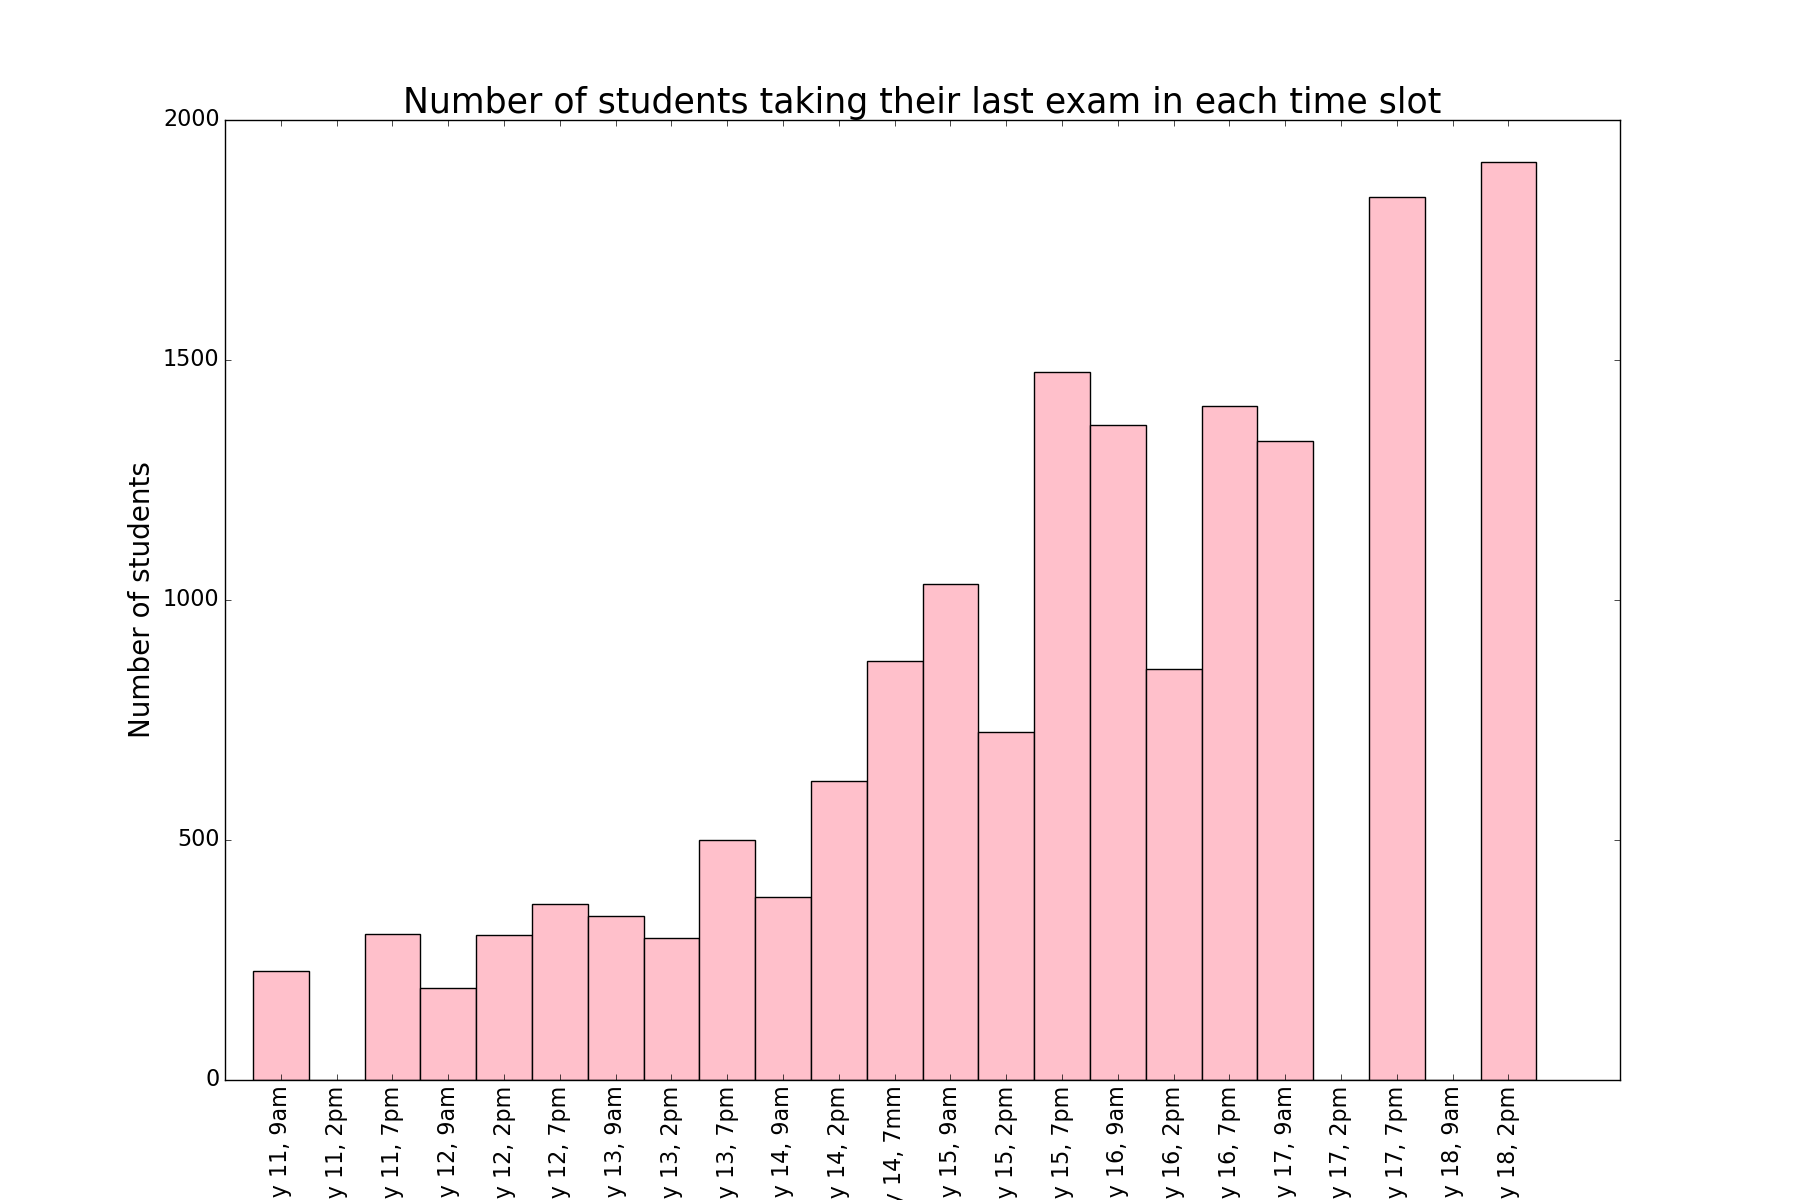 Number of students taking their last exam in each time slot
Number of students
2000
1500
1000
500
0
y 11, 9am
y 11, 2pm
y 11, 7pm
y 12, 9am
y 12, 2pm
y 12, 7pm
y 13, 9am
y 13, 2pm
y 13, 7pm
y 14, 9am
y 14, 2pm
y 14, 7mm
y 15, 9am
y 15, 2pm
y 15, 7pm
y 16, 9am
y 16, 2pm
y 16, 7pm
y 17, 9am
y 17, 2pm
y 17, 7pm
y 18, 9am
y 18, 2pm